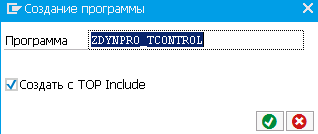 Создание программы
Программа ZDYNPRO_TCONTROL
Создать с TOP Include